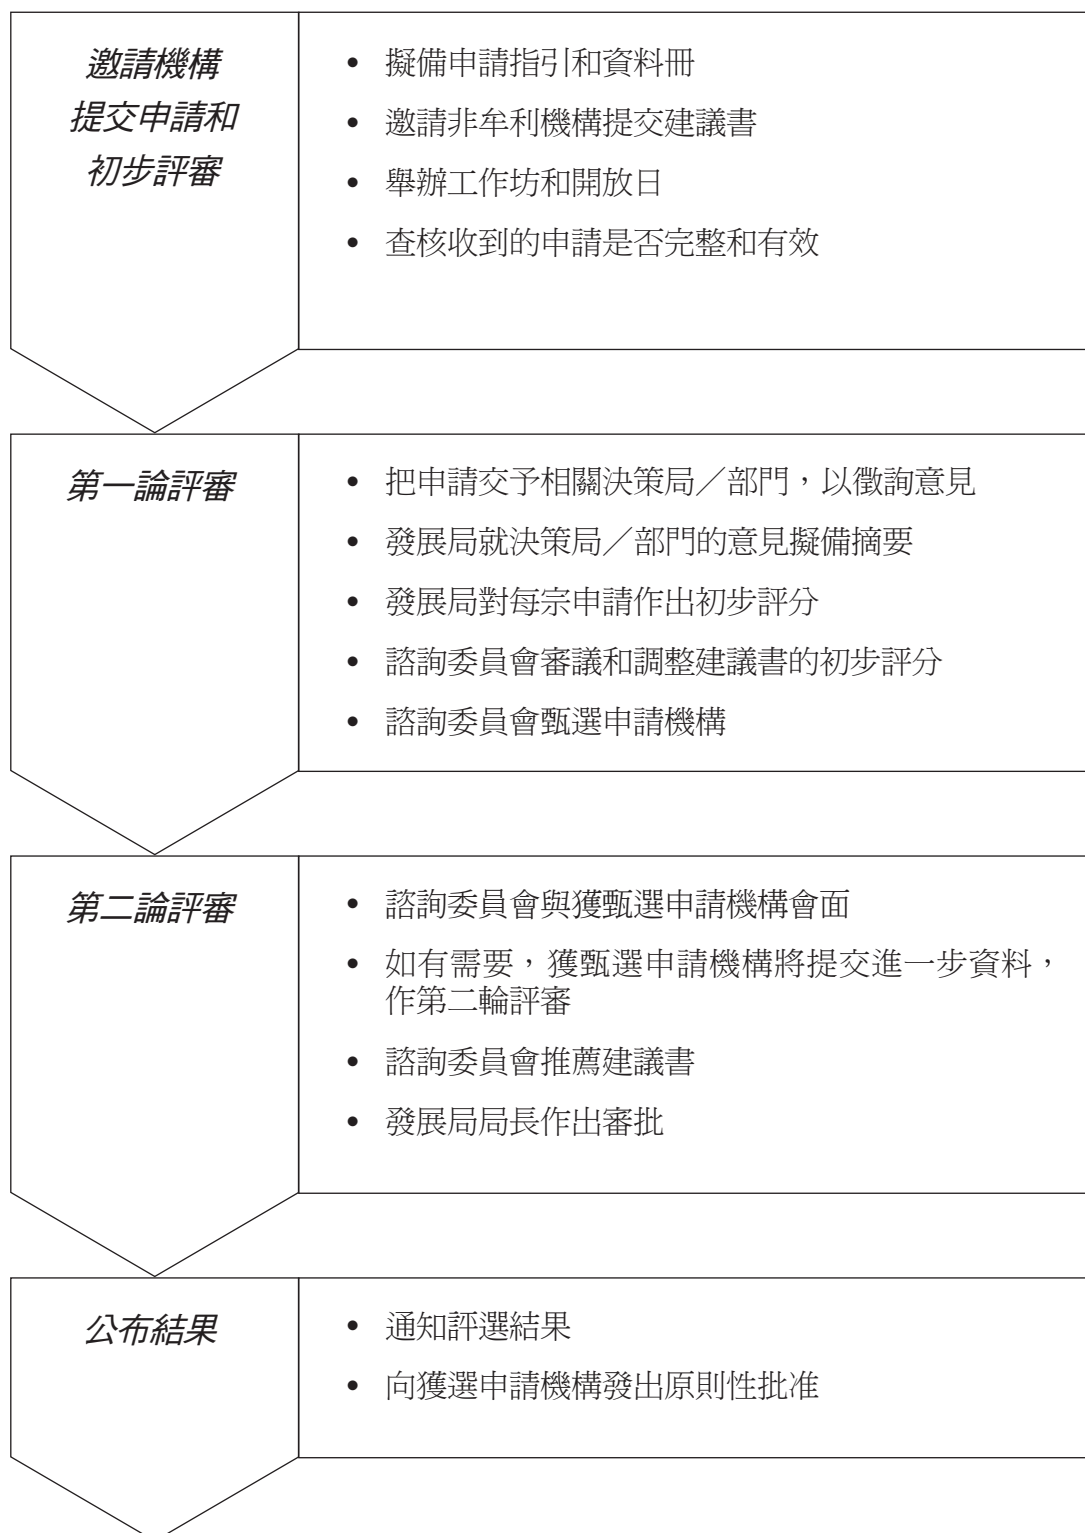 邀請機構
提交申請和
初步評審
• 擬備申請指引和資料冊
• 邀請非牟利機構提交建議書
• 舉辦工作坊和開放日
• 查核收到的申請是否完整和有效
第一論評審
• 把申請交予相關決策局／部門，以徵詢意見
• 發展局就決策局／部門的意見擬備摘要
• 發展局對每宗申請作出初步評分
• 諮詢委員會審議和調整建議書的初步評分
• 諮詢委員會甄選申請機構
第二論評審
• 諮詢委員會與獲甄選申請機構會面
• 如有需要，獲甄選申請機構將提交進一步資料，
作第二輪評審
• 諮詢委員會推薦建議書
• 發展局局長作出審批
公布結果
• 通知評選結果
• 向獲選申請機構發出原則性批准